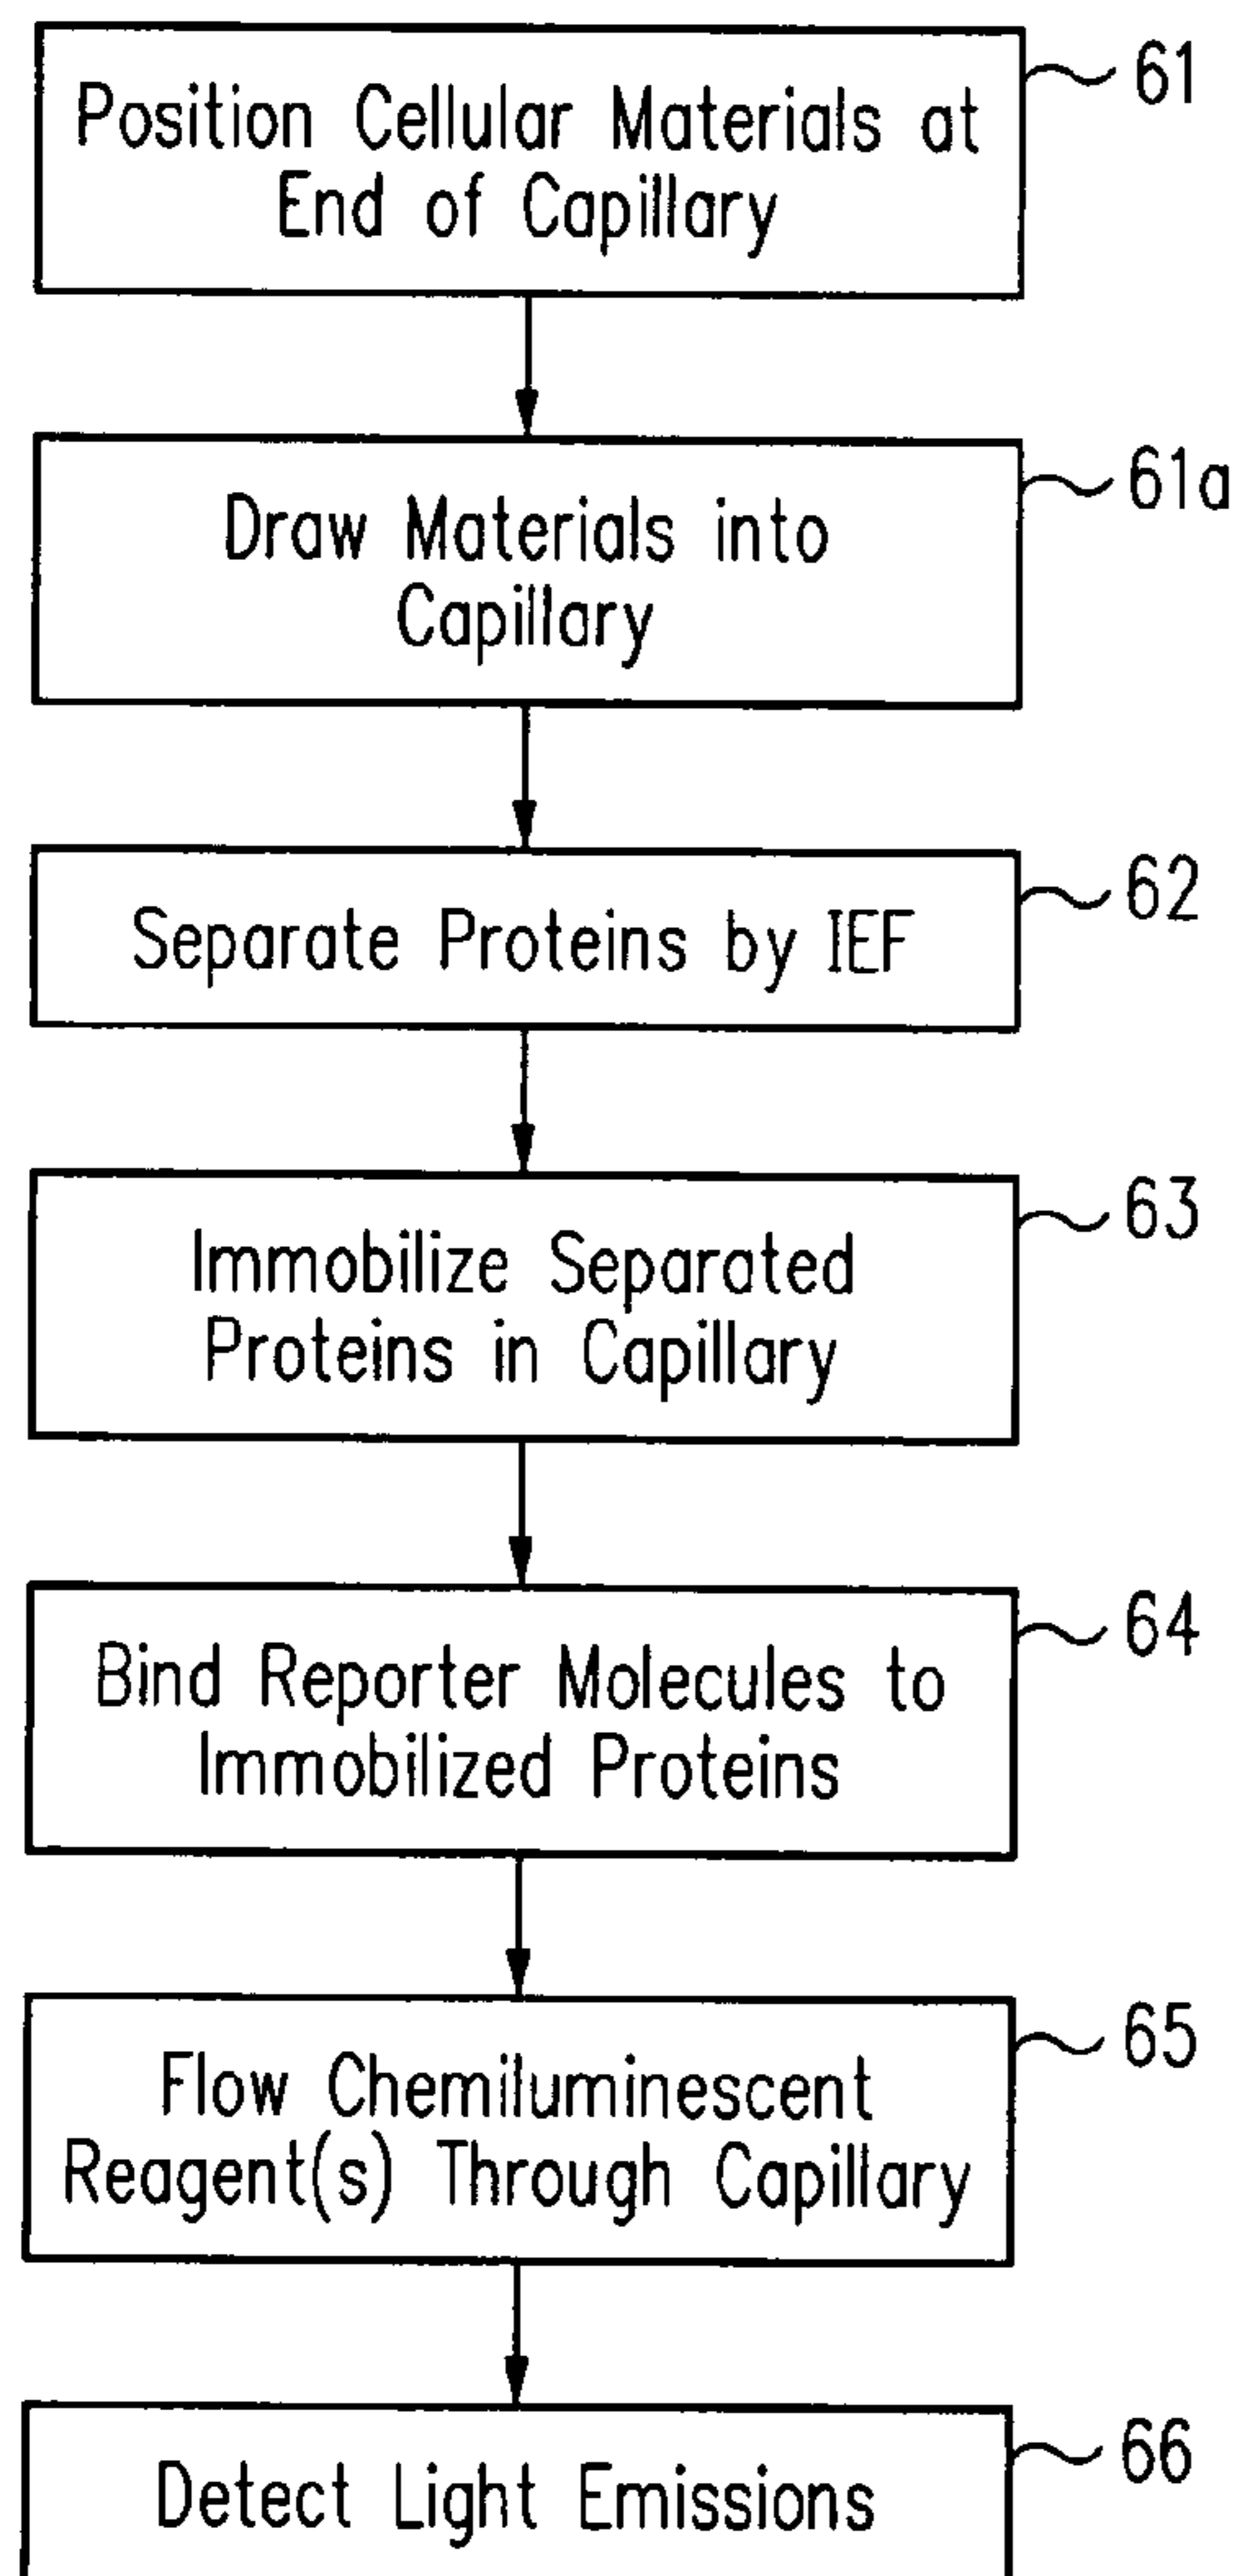 Position Cellular Materials at
End of Capillary
61
Draw Materials into
Capillary
61a
Separate Proteins by IEF
62
Immobilize Separated
Proteins in Capillary
63
Bind Reporter Molecules to
Immobilized Proteins
64
Flow Chemiluminescent
Reagent(s) Through Capillary
65
Detect Light Emissions
66